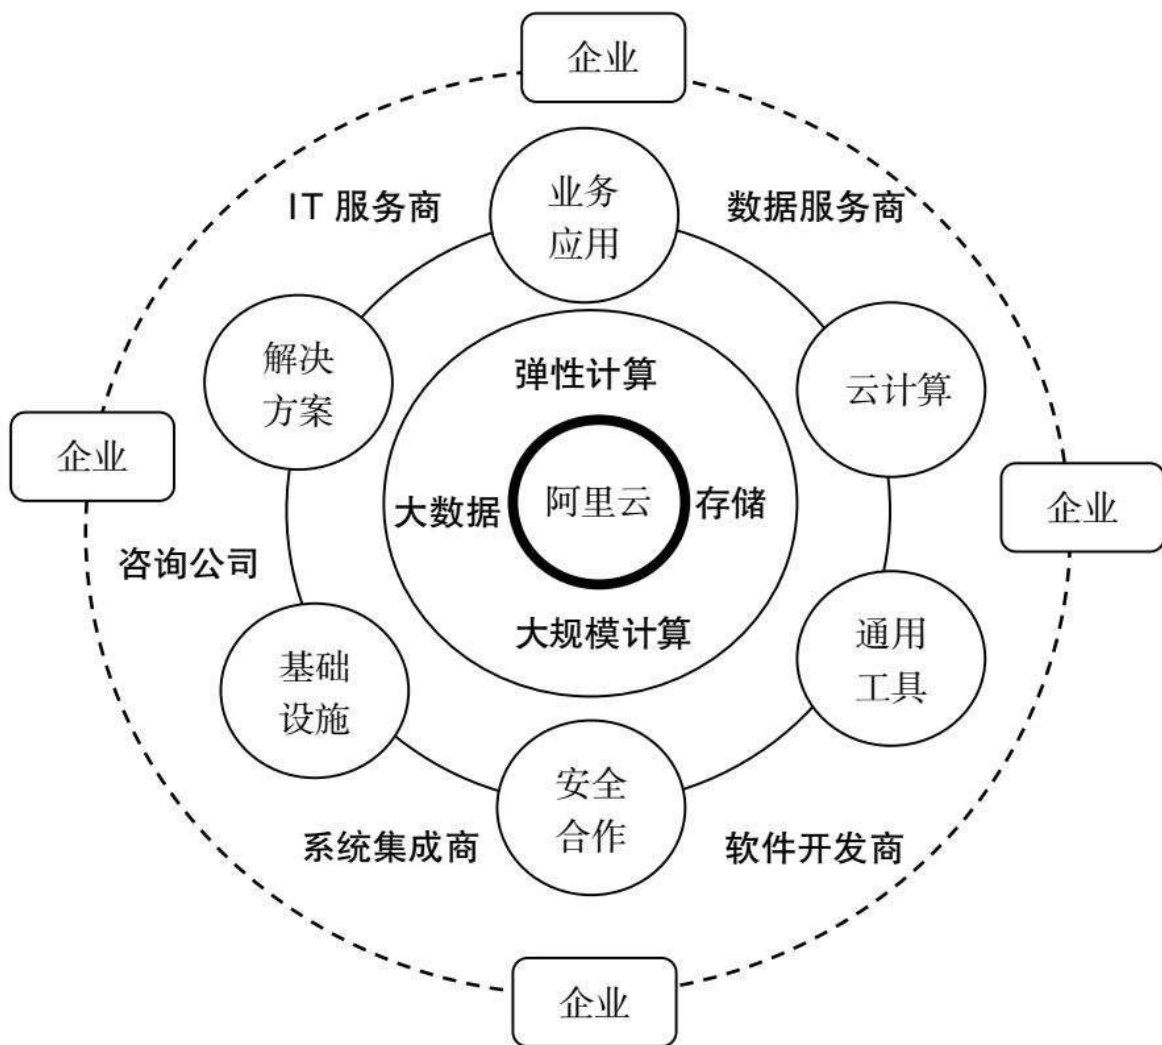 企业
IT 服务商
业务
应用
数据服务商
解决
方案
弹性计算
云计算
企业
大数据
阿里云
存储
企业
咨询公司
大规模计算
通用
工具
基础
设施
安全
合作
系统集成商
软件开发商
企业